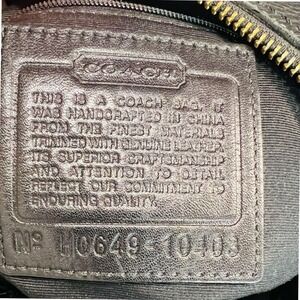 COACH
THIS IS A COACH BAG. IT
WAS HANDCRAFTED IN CHINA
FROM THE FINEST MATERIALS
TRIMMED WITH GENUINE LEATHER.
ITS SUPERIOR CRAFTSMANSHIP
AND ATTENTION TO DETAIL
REFLECT OUR COMMITMENT TO
ENDURING QUALITY.
Nº H0649-10403